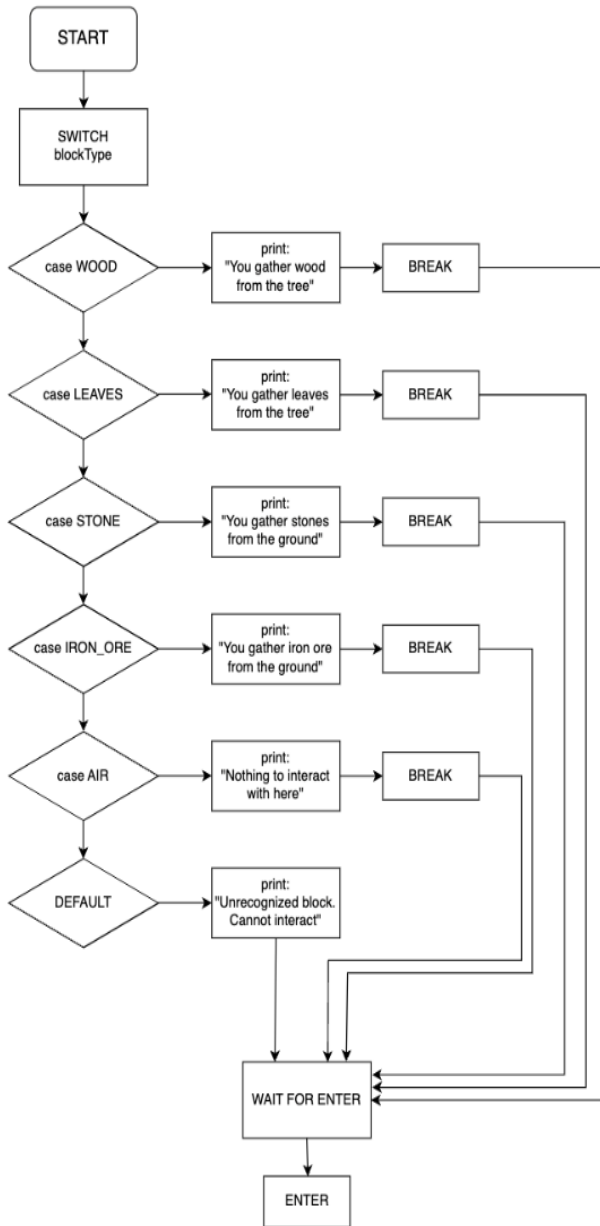 START
SWITCH
blockType
case WOOD
print:
"You gather wood
from the tree"
BREAK
case LEAVES
print:
"You gather leaves
from the tree"
BREAK
case STONE
print:
"You gather stones
from the ground"
BREAK
case IRON_ORE
print:
"You gather iron ore
from the ground"
BREAK
case AIR
print:
"Nothing to interact
with here"
BREAK
DEFAULT
print:
"Unrecognized block.
Cannot interact"
WAIT FOR ENTER
ENTER